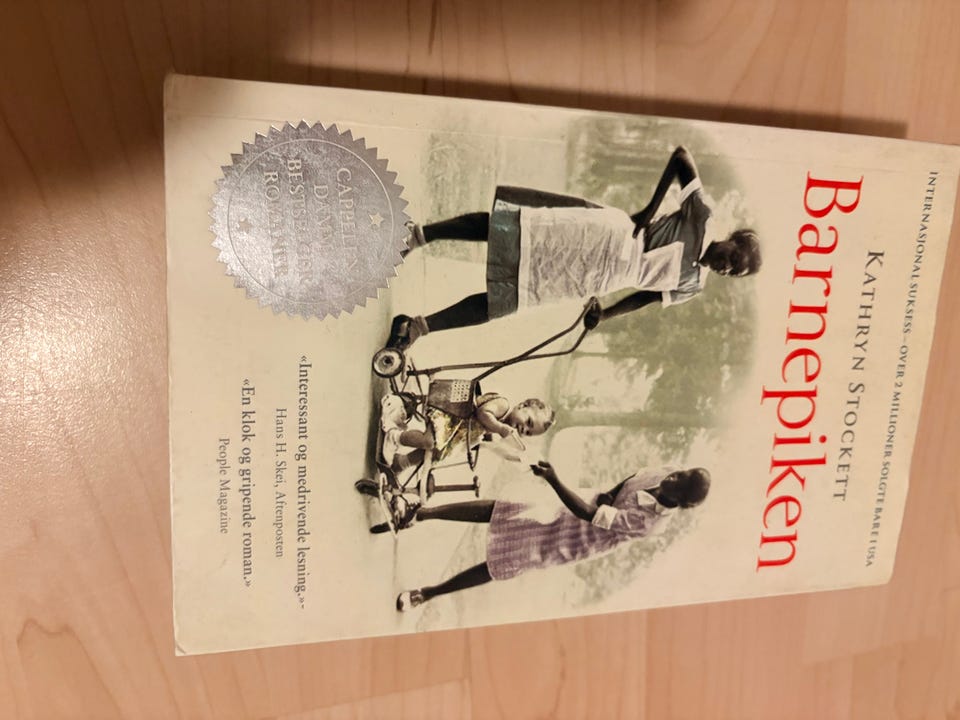 INTERNASJONAL SUKSESS – OVER 2 MILLIONER SOLGTE BARE I USA
KATHRYN STOCKETT
Barnepiken
«Interessant og medrivende lesning.»-
Hans H. Skei, Aftenposten
«En klok og gripende roman.»
People Magazine
CAPPELEN
DAMMS
BESTSELGER
ROMANER